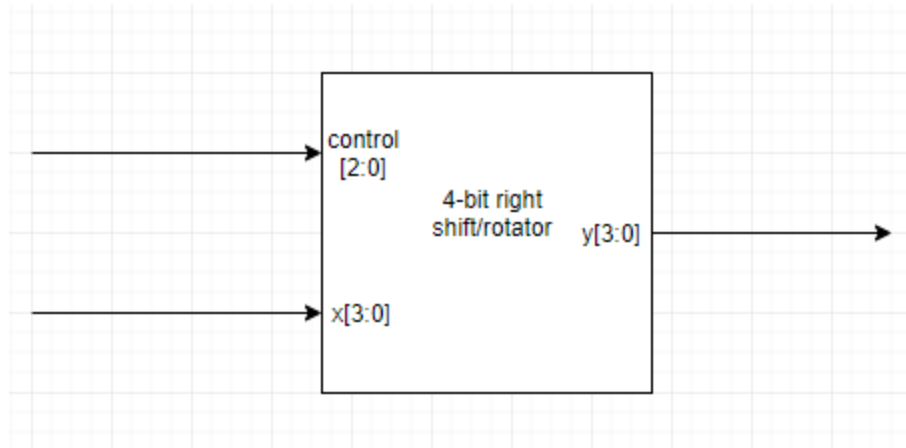 control
[2:0]
4-bit right
shift/rotator
y[3:0]
x[3:0]